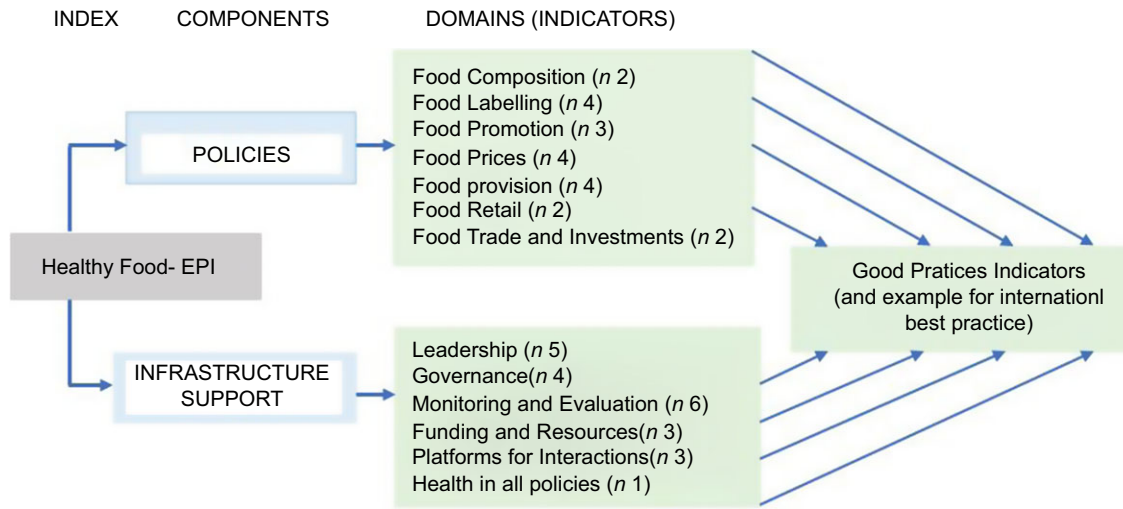 INDEX COMPONENTS DOMAINS (INDICATORS)
Food Composition (n 2)
Food Labelling (n 4)
Food Promotion (n 3)
Food Prices (n 4)
Food provision (n 4)
Food Retail (n 2)
Food Trade and Investments (n 2)
POLICIES
Healthy Food- EPI
Good Pratices Indicators
(and example for internationl
best practice)
INFRASTRUCTURE
SUPPORT
Leadership (n 5)
Governance(n 4)
Monitoring and Evaluation (n 6)
Funding and Resources(n 3)
Platforms for Interactions(n 3)
Health in all policies (n 1)